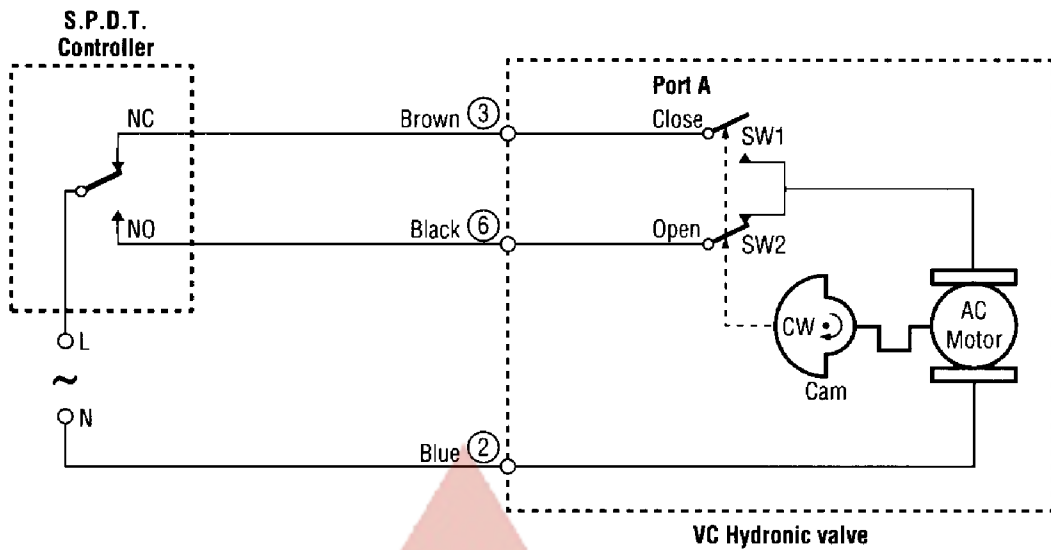 S.P.D.T.
Controller
Port A
NC
Brown 3
Close
SW1
NO
Black 6
Open
SW2
CW
AC
Motor
Cam
L
~
N
Blue 2
VC Hydronic valve